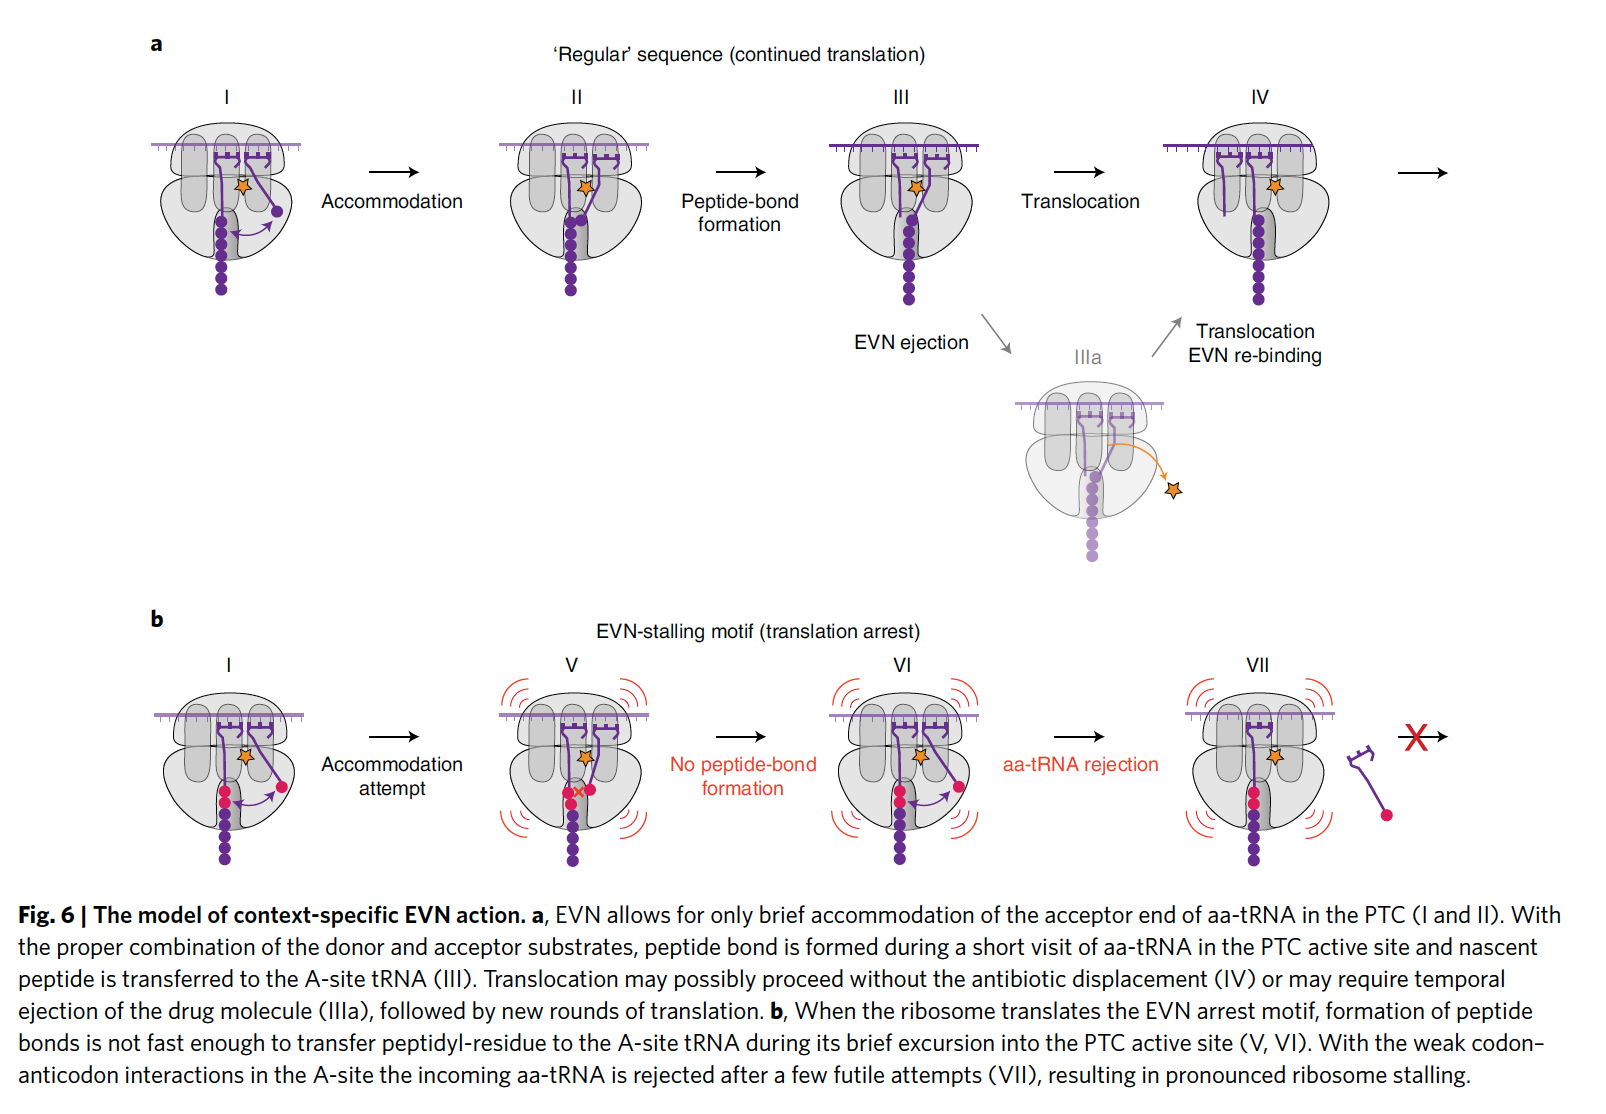 a
'Regular' sequence (continued translation)
I
II
III
IV
Accommodation
Peptide-bond
formation
Translocation
EVN ejection
IIIa
Translocation
EVN re-binding
b
EVN-stalling motif (translation arrest)
I
V
VI
VII
Accommodation
attempt
No peptide-bond
formation
aa-tRNA rejection
Fig. 6 | The model of context-specific EVN action. a, EVN allows for only brief accommodation of the acceptor end of aa-tRNA in the PTC (I and II). With
the proper combination of the donor and acceptor substrates, peptide bond is formed during a short visit of aa-tRNA in the PTC active site and nascent
peptide is transferred to the A-site tRNA (III). Translocation may possibly proceed without the antibiotic displacement (IV) or may require temporal
ejection of the drug molecule (IIIa), followed by new rounds of translation. b, When the ribosome translates the EVN arrest motif, formation of peptide
bonds is not fast enough to transfer peptidyl-residue to the A-site tRNA during its brief excursion into the PTC active site (V, VI). With the weak codon–
anticodon interactions in the A-site the incoming aa-tRNA is rejected after a few futile attempts (VII), resulting in pronounced ribosome stalling.